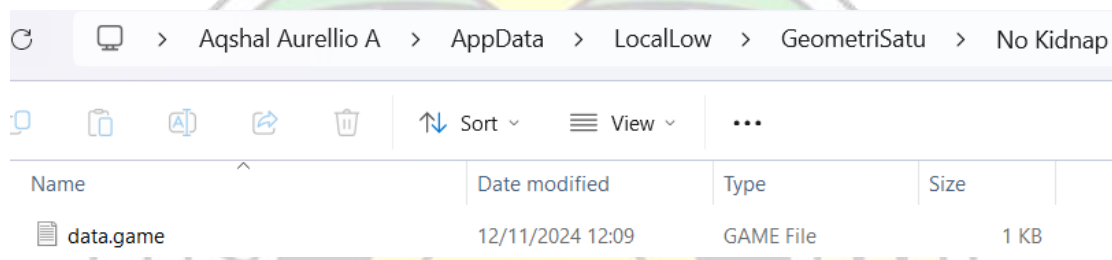 > Aqshal Aurellio A > AppData > LocalLow > GeometriSatu > No Kidnap
Sort View ...
Name Date modified Type Size
data.game 12/11/2024 12:09 GAME File 1 KB